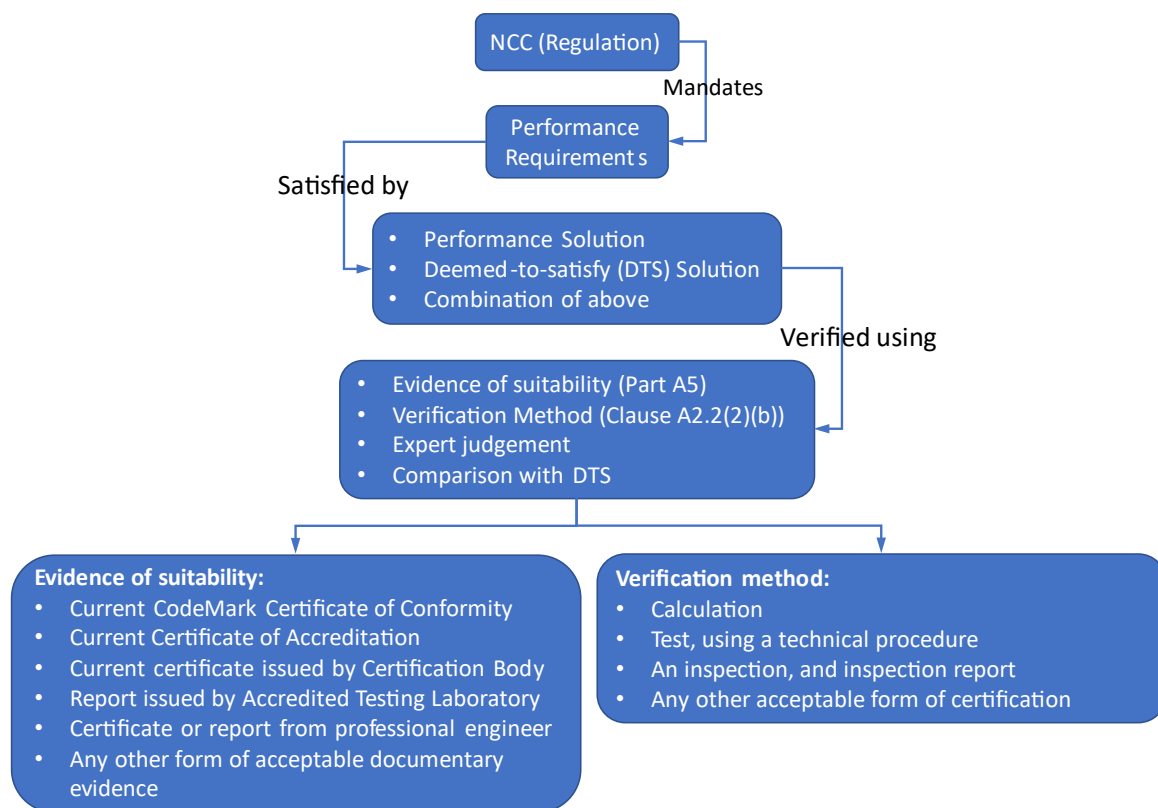 NCC (Regulation)
Mandates
Performance
Requirements
Satisfied by
• Performance Solution
• Deemed-to-satisfy (DTS) Solution
• Combination of above
Verified using
• Evidence of suitability (Part A5)
• Verification Method (Clause A2.2(2)(b))
• Expert judgement
• Comparison with DTS
Evidence of suitability:
• Current CodeMark Certificate of Conformity
• Current Certificate of Accreditation
• Current certificate issued by Certification Body
• Report issued by Accredited Testing Laboratory
• Certificate or report from professional engineer
• Any other form of acceptable documentary
evidence
Verification method:
• Calculation
• Test, using a technical procedure
• An inspection, and inspection report
• Any other acceptable form of certification